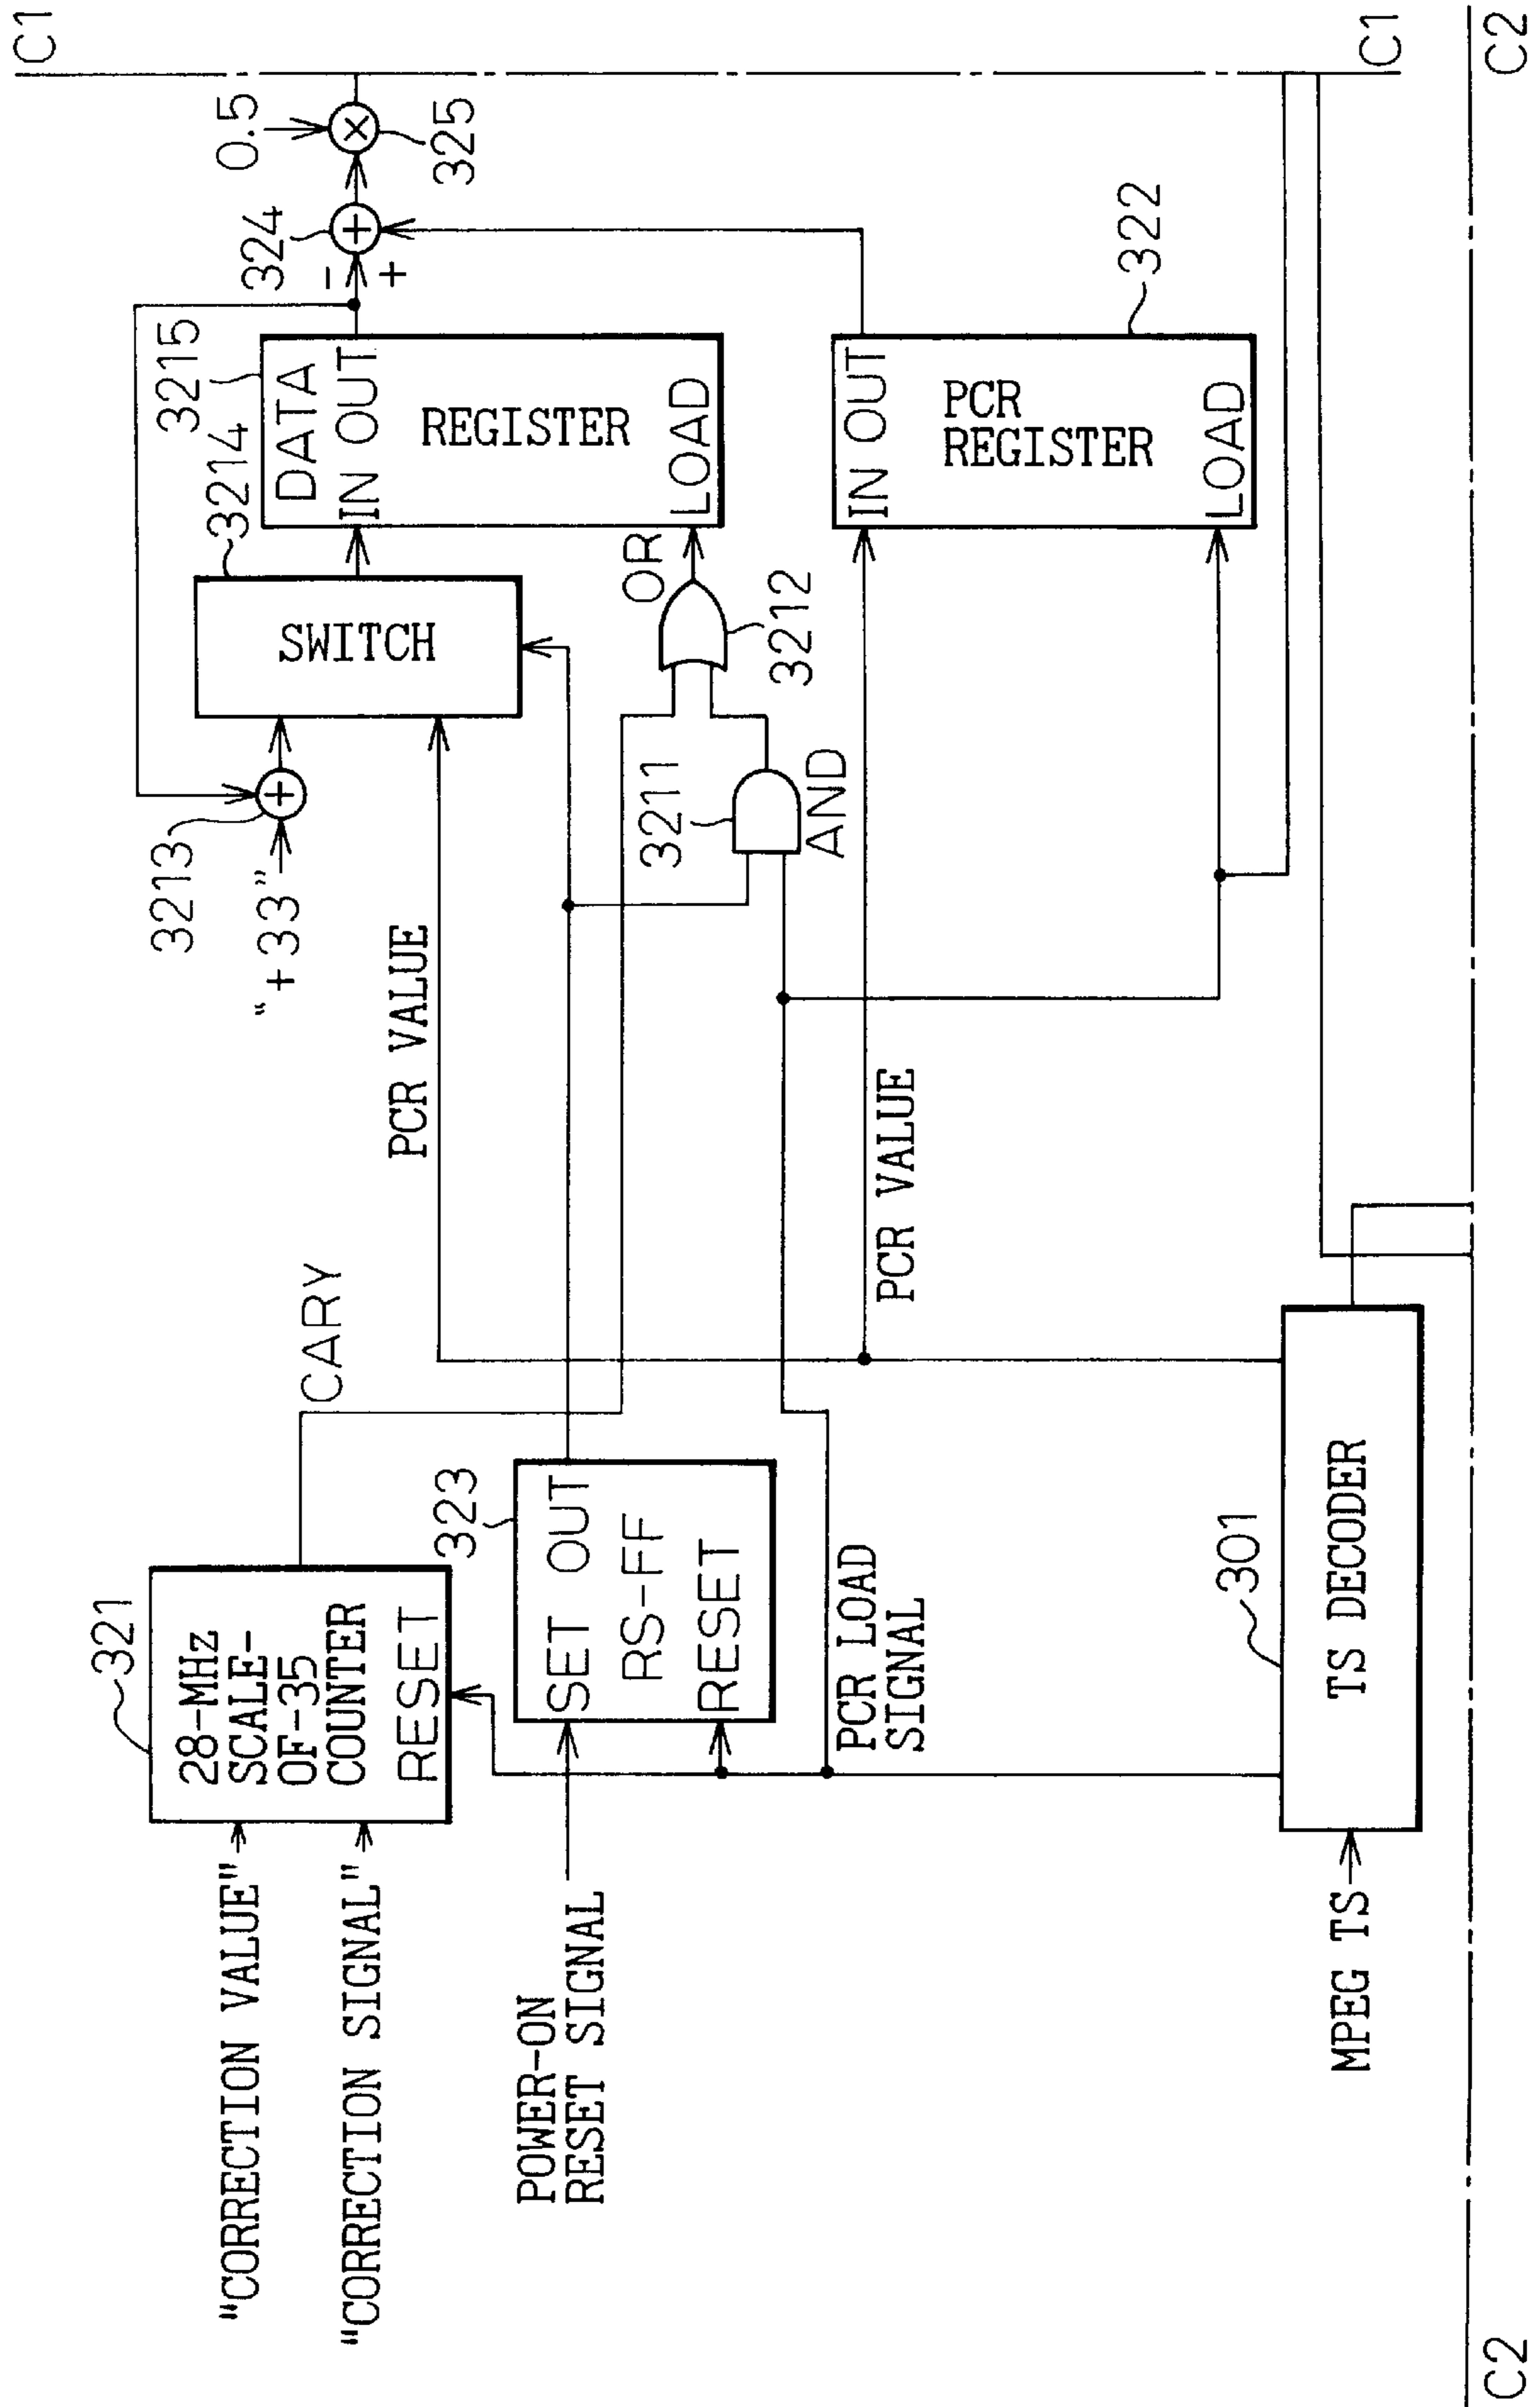 "CORRECTION VALUE"
"CORRECTION SIGNAL"
321
28-MHz
SCALE-
OF-35
COUNTER
RESET
CARY
POWER-ON
RESET SIGNAL
323
SET OUT
RS-FF
RESET
PCR LOAD
SIGNAL
MPEG TS
301
TS DECODER
PCR VALUE
PCR VALUE
3213
"+33"
3211
AND
3214
SWITCH
3212
OR
3215
DATA
IN OUT
REGISTER
LOAD
IN OUT
PCR
REGISTER
LOAD
322
324
−
+
+
+
0.5
×
325
C1
C1
C2
C2